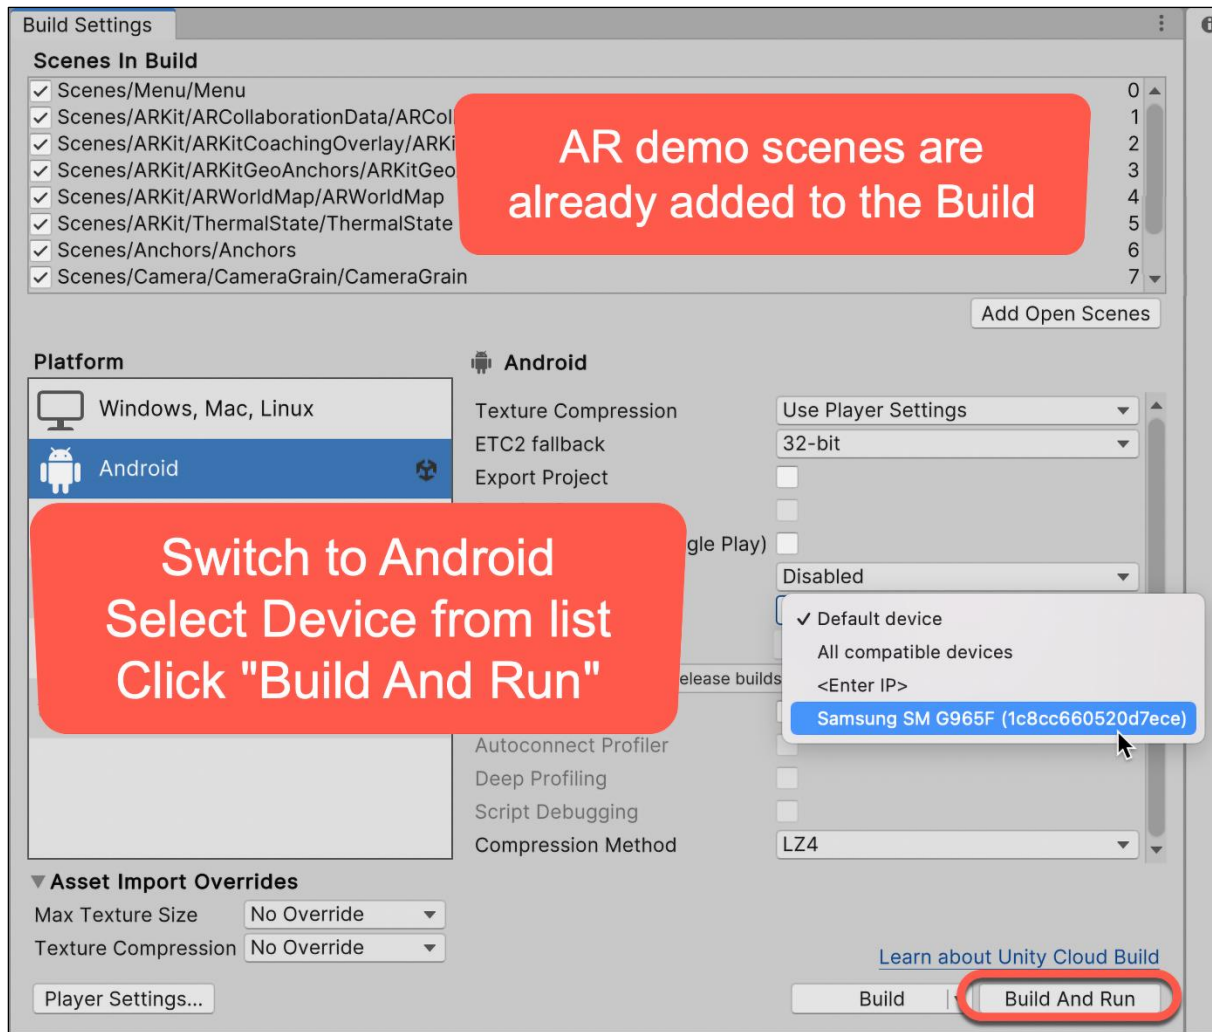 Build Settings
Scenes In Build
Scenes/Menu/Menu 0
Scenes/ARKit/ARCollaborationData/ARCol 1
Scenes/ARKit/ARKitCoachingOverlay/ARKi 2
Scenes/ARKit/ARKitGeoAnchors/ARKitGeo 3
Scenes/ARKit/ARWorldMap/ARWorldMap 4
Scenes/ARKit/ThermalState/ThermalState 5
Scenes/Anchors/Anchors 6
Scenes/Camera/CameraGrain/CameraGrain 7
AR demo scenes are
already added to the Build
Add Open Scenes
Platform
Windows, Mac, Linux
Android
Switch to Android
Select Device from list
Click "Build And Run"
Android
Texture Compression Use Player Settings
ETC2 fallback 32-bit
Export Project
gle Play)
Disabled
Default device
All compatible devices
<Enter IP>
Samsung SM G965F (1c8cc660520d7ece)
elease builds
Autoconnect Profiler
Deep Profiling
Script Debugging
Compression Method LZ4
Asset Import Overrides
Max Texture Size No Override
Texture Compression No Override
Learn about Unity Cloud Build
Player Settings...
Build
Build And Run